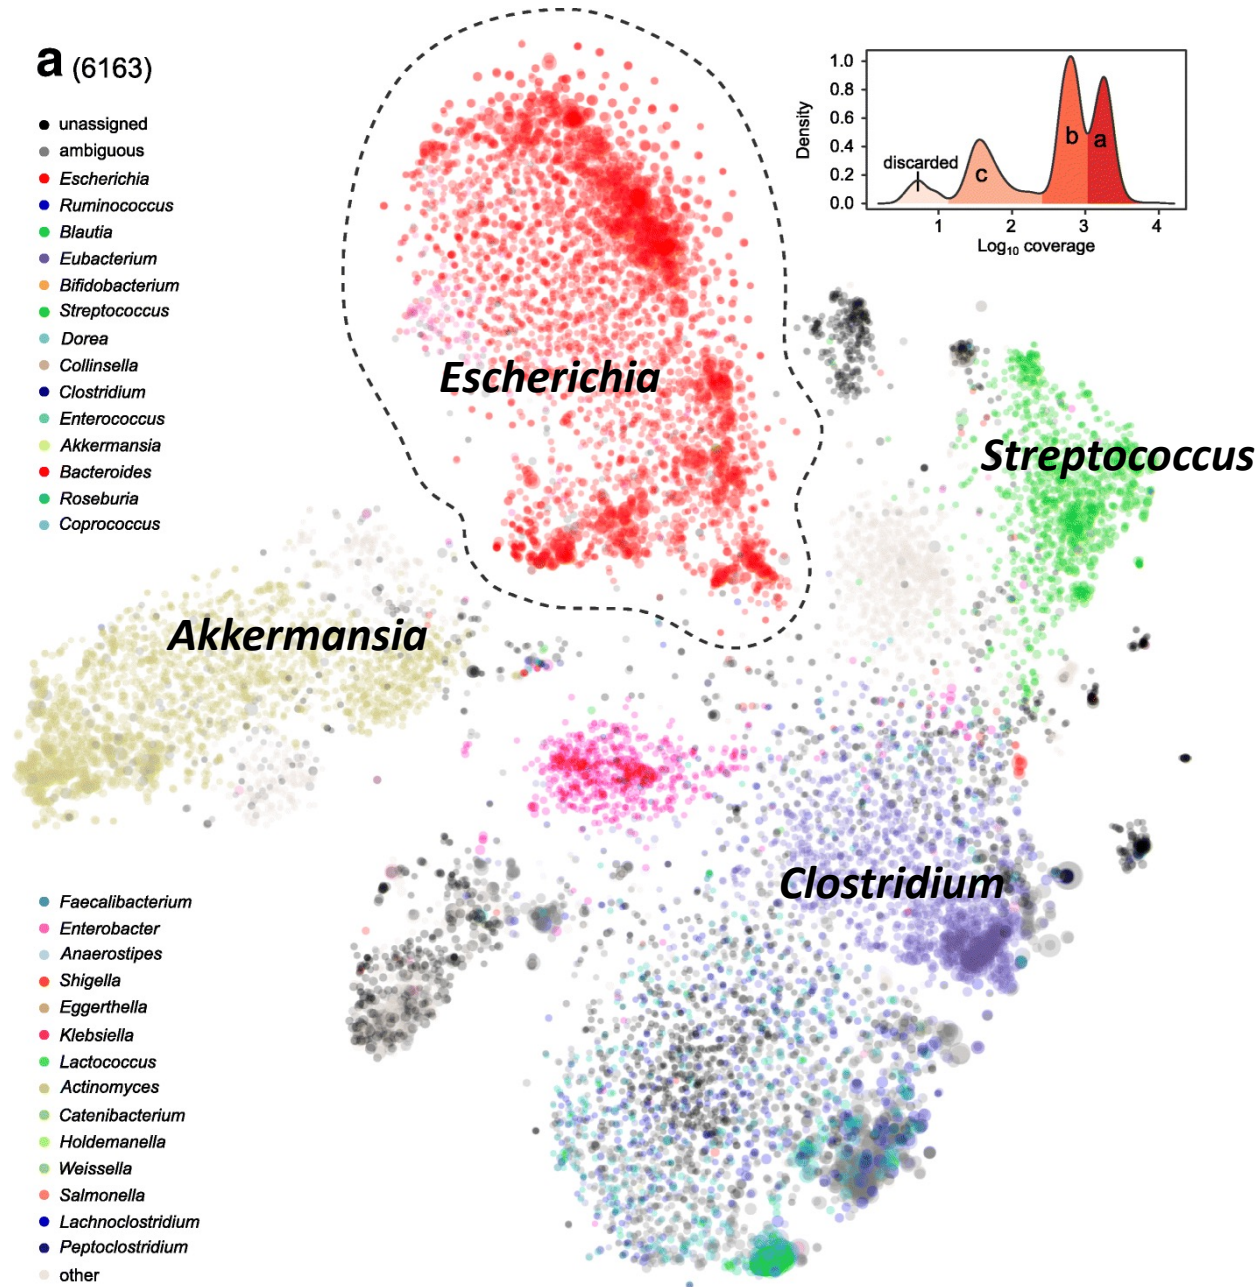 a (6163)
unassigned
ambiguous
Escherichia
Ruminococcus
Blautia
Eubacterium
Bifidobacterium
Streptococcus
Dorea
Collinsella
Clostridium
Enterococcus
Akkermansia
Bacteroides
Roseburia
Coprococcus
1.0
0.8
0.6
0.4
0.2
0.0
Density
discarded
c
b
a
1 2 3 4
Log₁₀ coverage
Escherichia
Streptococcus
Akkermansia
Clostridium
Faecalibacterium
Enterobacter
Anaerostipes
Shigella
Eggerthella
Klebsiella
Lactococcus
Actinomyces
Catenibacterium
Holdemanella
Weissella
Salmonella
Lachnoclostridium
Peptoclostridium
other